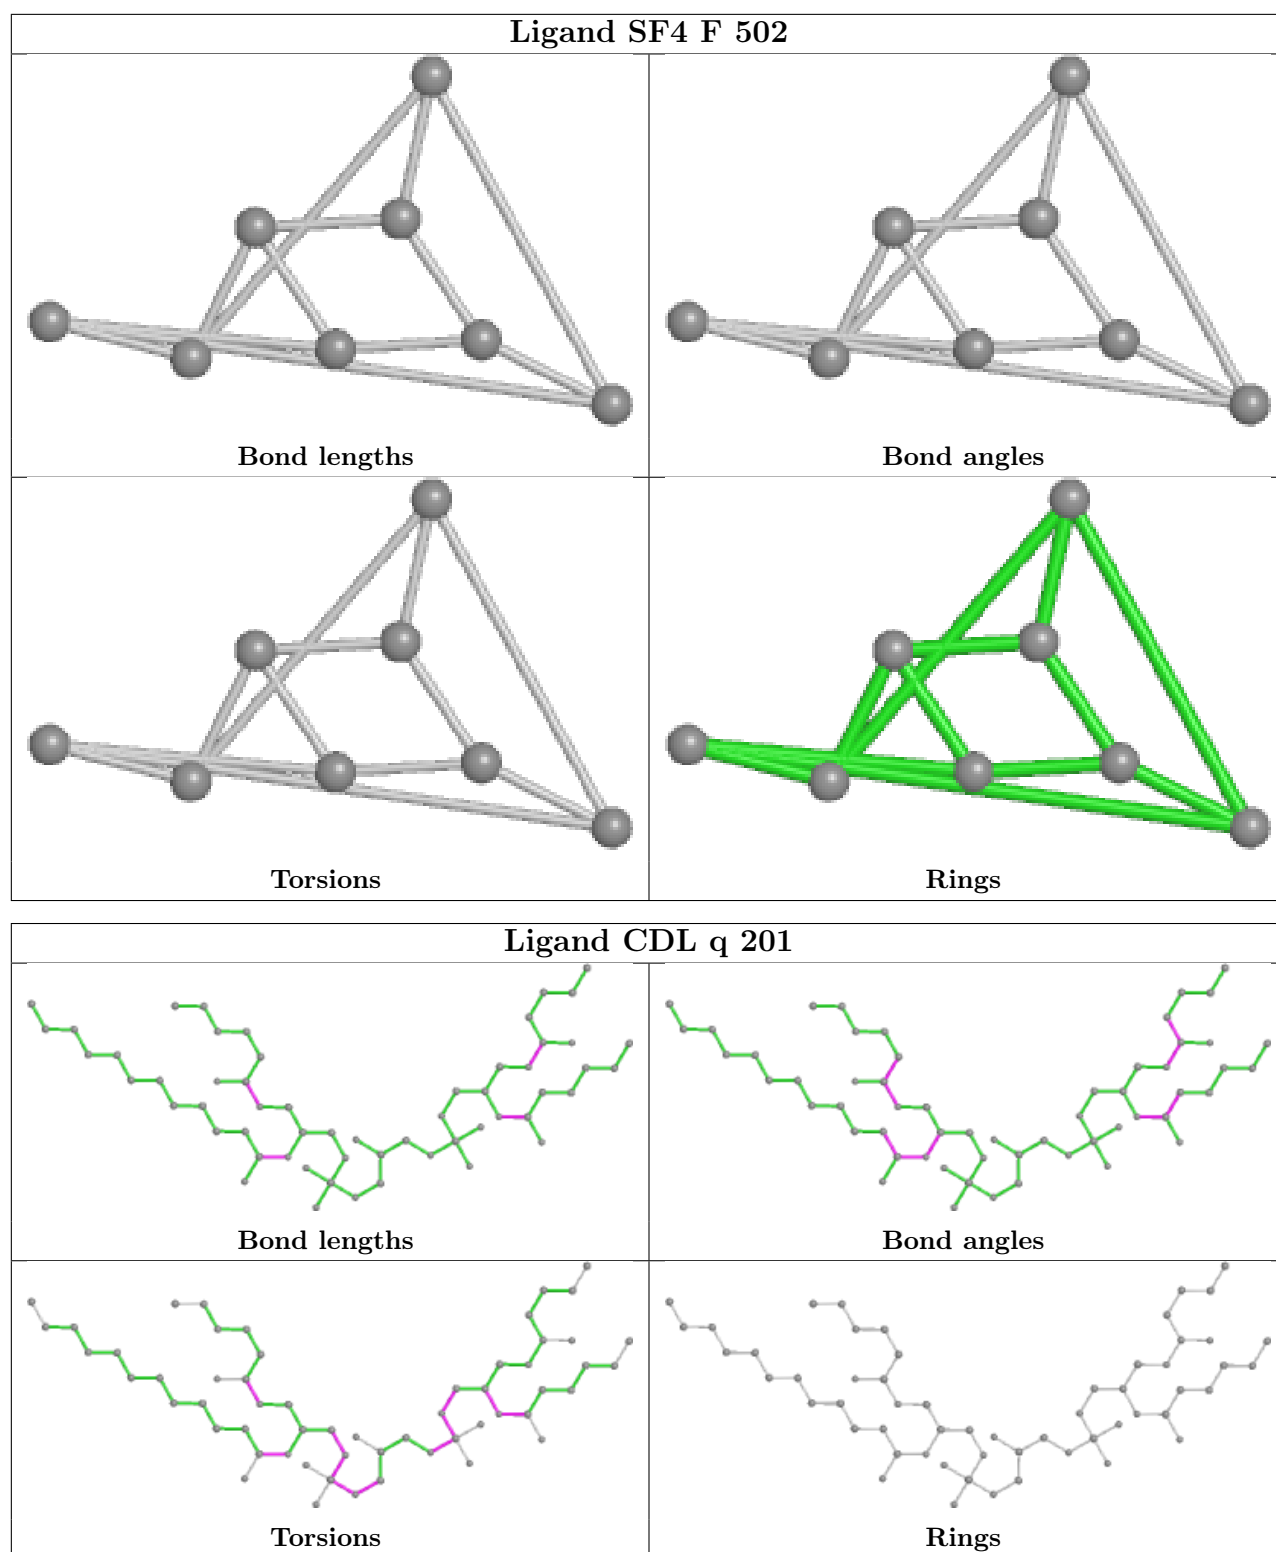 Ligand SF4 F 502
Bond lengths
Bond angles
Torsions
Rings
Ligand CDL q 201
Bond lengths
Bond angles
Torsions
Rings